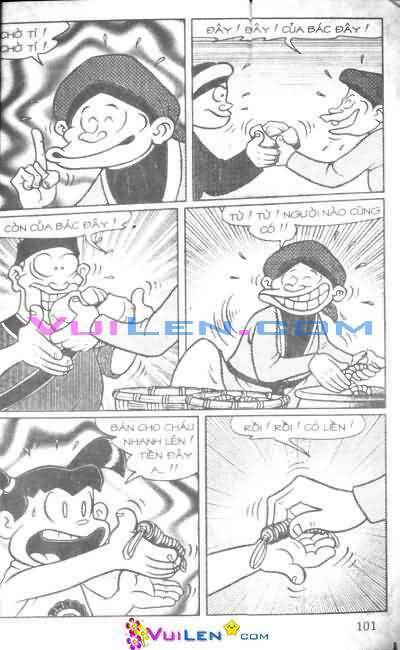 CHỜ TÍ!
CHỜ TÍ!
ĐÂY! ĐÂY! CỦA BÁC ĐÂY!
CÒN CỦA BÁC ĐÂY!
TỪ! TỪ! NGƯỜI NÀO CŨNG
CÓ!!
VUILEN.COM
BÁN CHO CHÁU
NHANH LÊN!
TIỀN ĐÂY
Ạ..!!
RỒI! RỒI! CÓ LIỀN!
101
VUILEN.COM